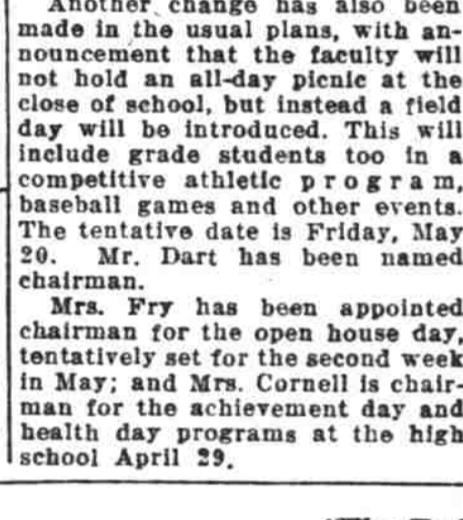 Another change has also been
made in the usual plans, with an-
nouncement that the faculty will
not hold an all-day picnic at the
close of school, but instead a field
day will be introduced. This will
include grade students too in a
competitive athletic program,
baseball games and other events.
The tentative date is Friday, May
20. Mr. Dart has been named
chairman.
Mrs. Fry has been appointed
chairman for the open house day,
tentatively set for the second week
in May; and Mrs. Cornell is chair-
man for the achievement day and
health day programs at the high
school April 29.